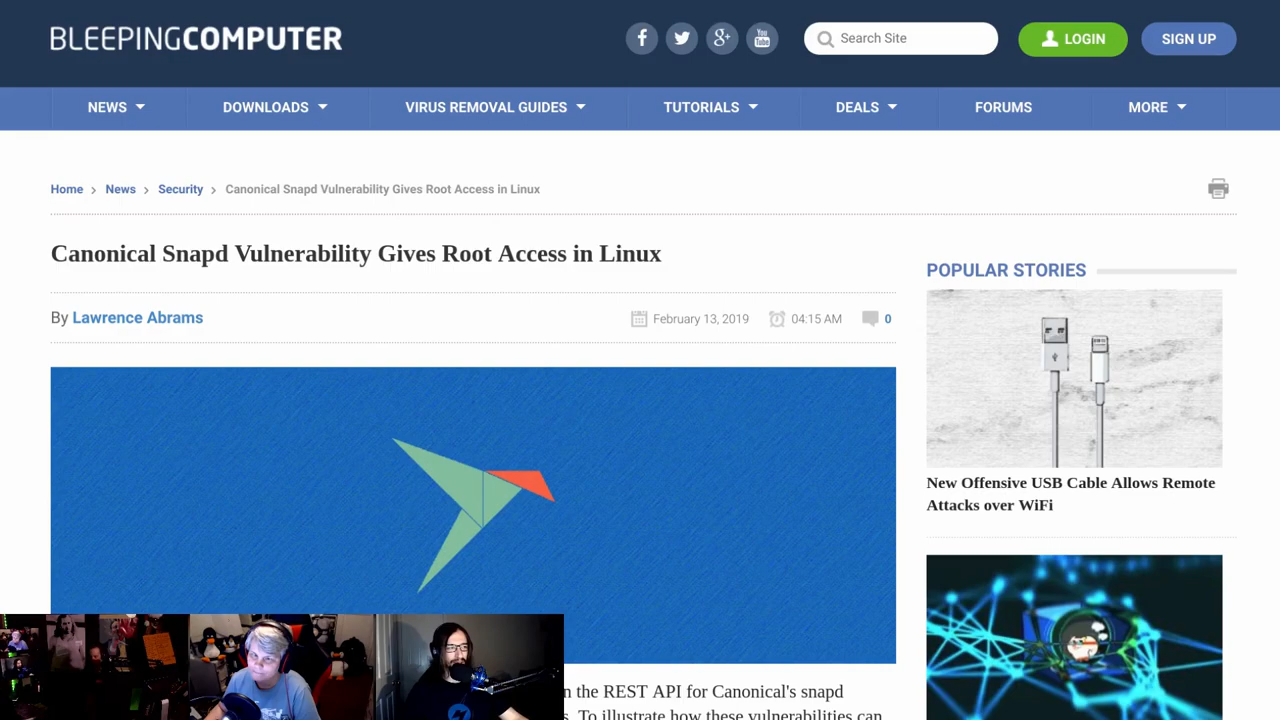 BLEEPINGCOMPUTER
Search Site
LOGIN
SIGN UP
NEWS
DOWNLOADS
VIRUS REMOVAL GUIDES
TUTORIALS
DEALS
FORUMS
MORE
Home > News > Security > Canonical Snapd Vulnerability Gives Root Access in Linux
Canonical Snapd Vulnerability Gives Root Access in Linux
By Lawrence Abrams
February 13, 2019
04:15 AM
0
n the REST API for Canonical's snapd
s. To illustrate how these vulnerabilities can
POPULAR STORIES
New Offensive USB Cable Allows Remote
Attacks over WiFi